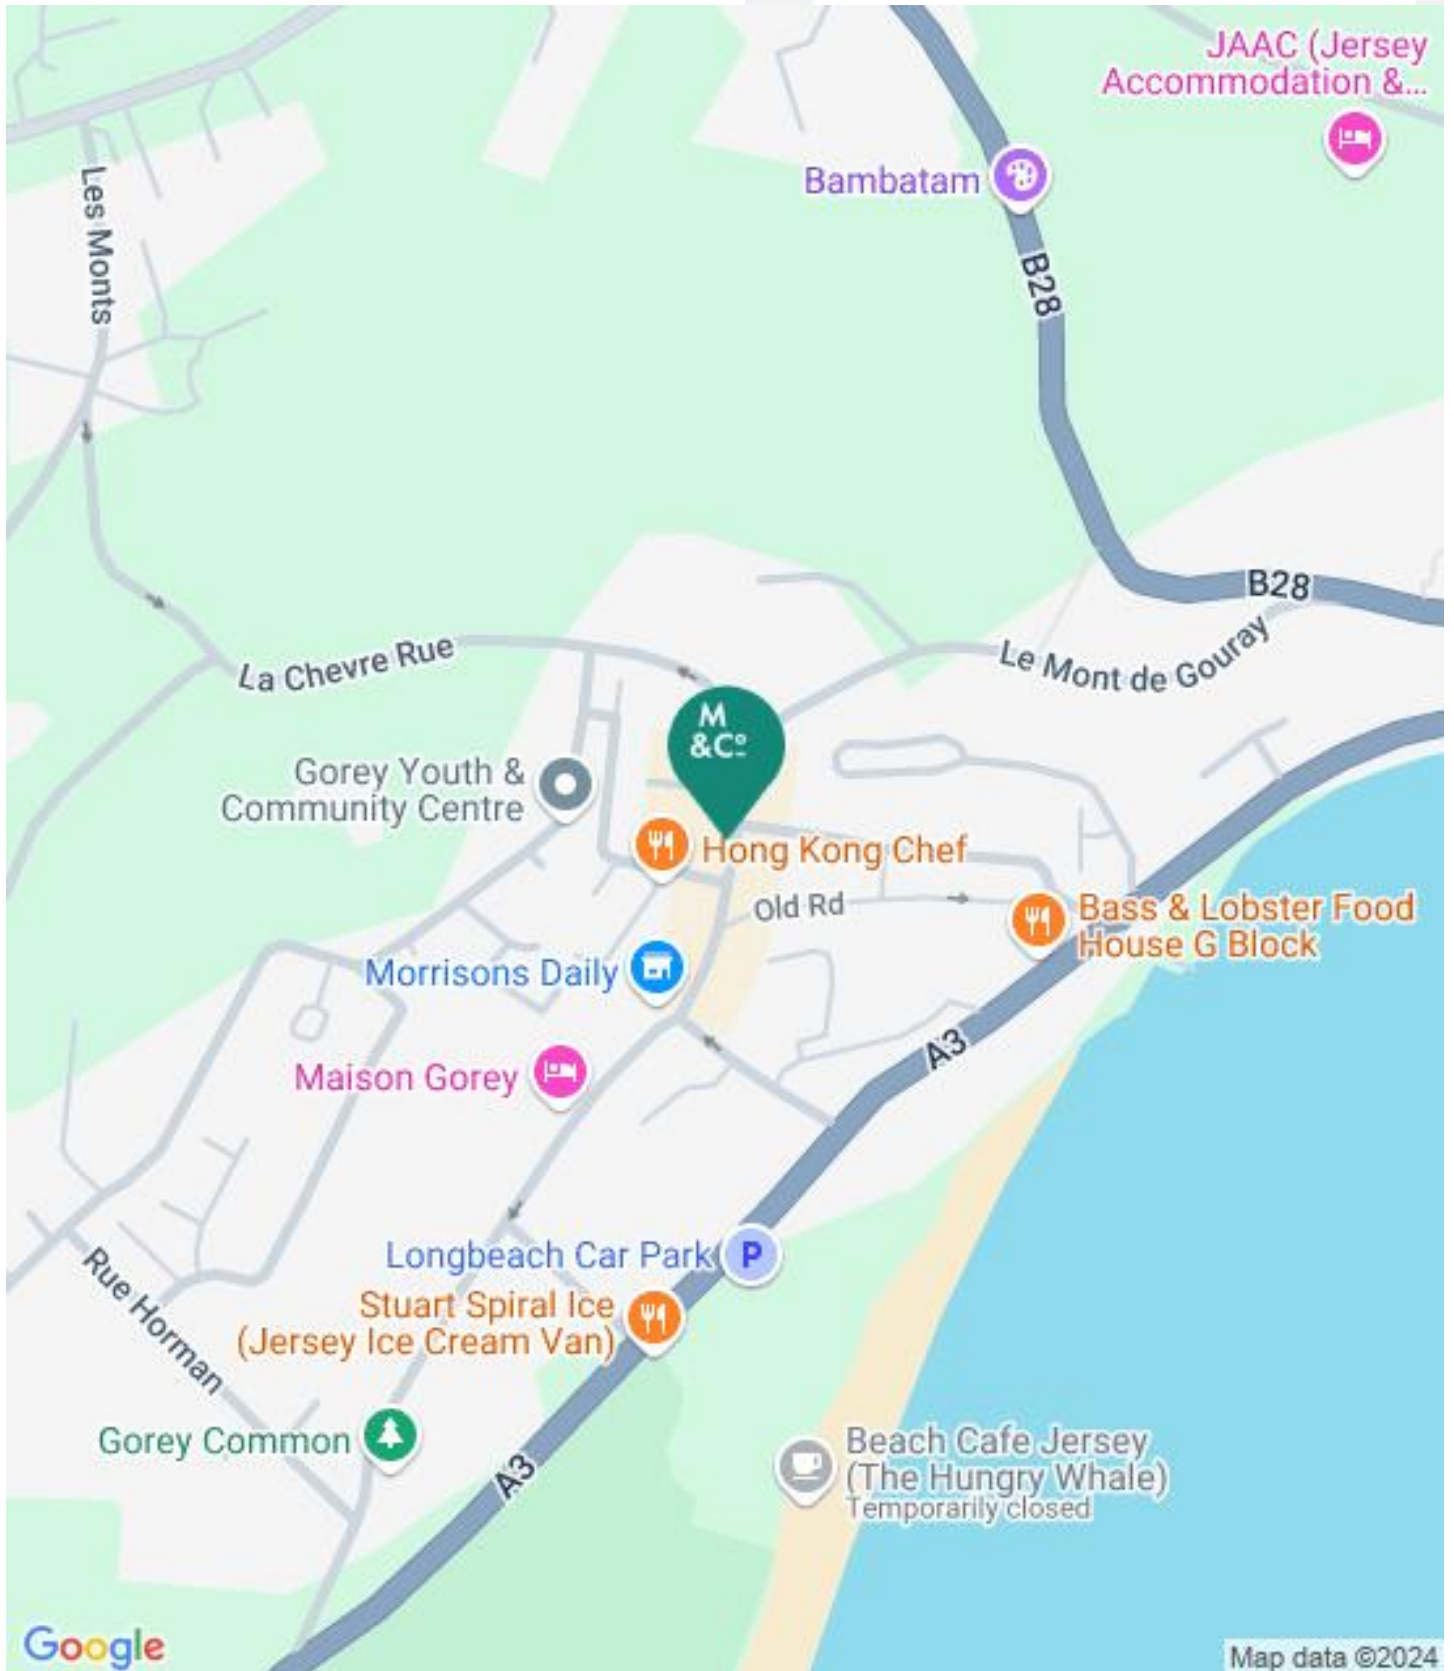 JAAC (Jersey
Accommodation &...
Bambatam
Les Monts
B28
B28
La Chevre Rue
Le Mont de Gouray
M
&Cº
Gorey Youth &
Community Centre
Hong Kong Chef
Old Rd
Bass & Lobster Food
House G Block
Morrisons Daily
A3
Maison Gorey
Longbeach Car Park
P
Stuart Spiral Ice
(Jersey Ice Cream Van)
Rue Horman
Gorey Common
A3
Beach Cafe Jersey
(The Hungry Whale)
Temporarily closed
Google
Map data ©2024